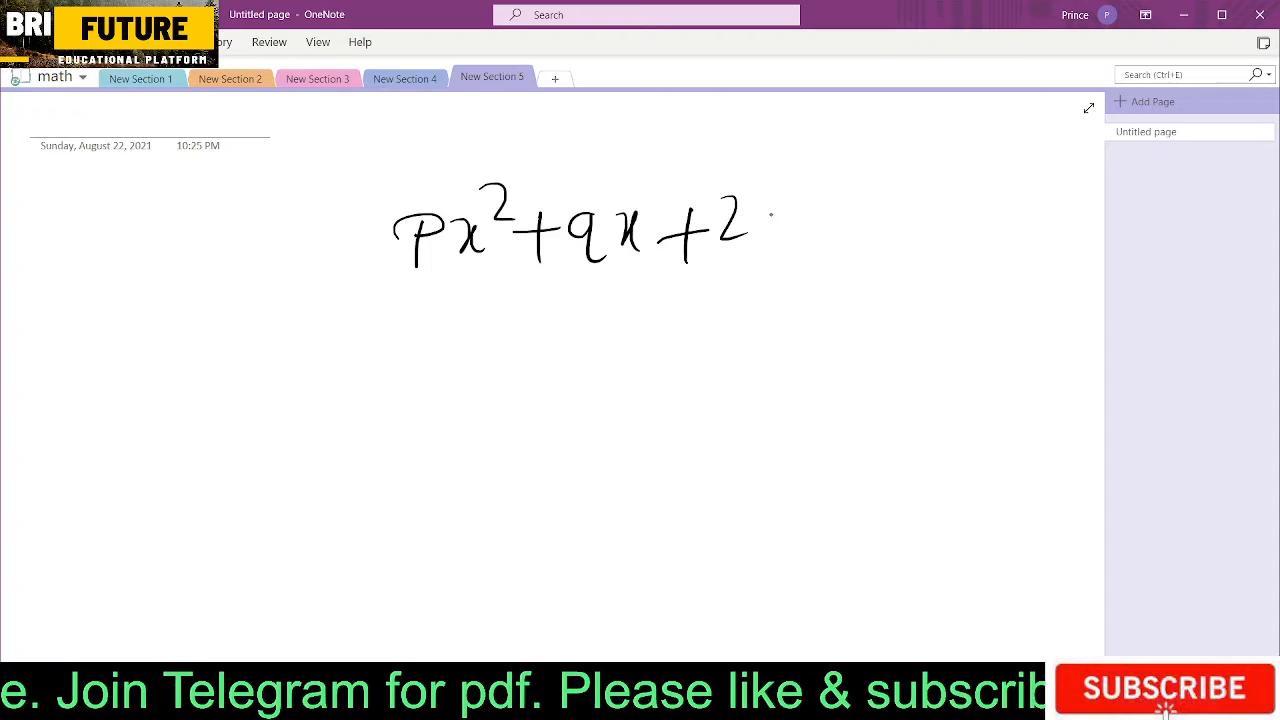 BRI
FUTURE
EDUCATIONAL PLATFORM
Untitled page - OneNote
Search
Prince
P
Review
View
Help
math
New Section 1
New Section 2
New Section 3
New Section 4
New Section 5
+
Search (Ctrl+E)
Add Page
Untitled page
Sunday, August 22, 2021
10:25 PM
px²+qx+2
e. Join Telegram for pdf. Please like & subscrib
SUBSCRIBE